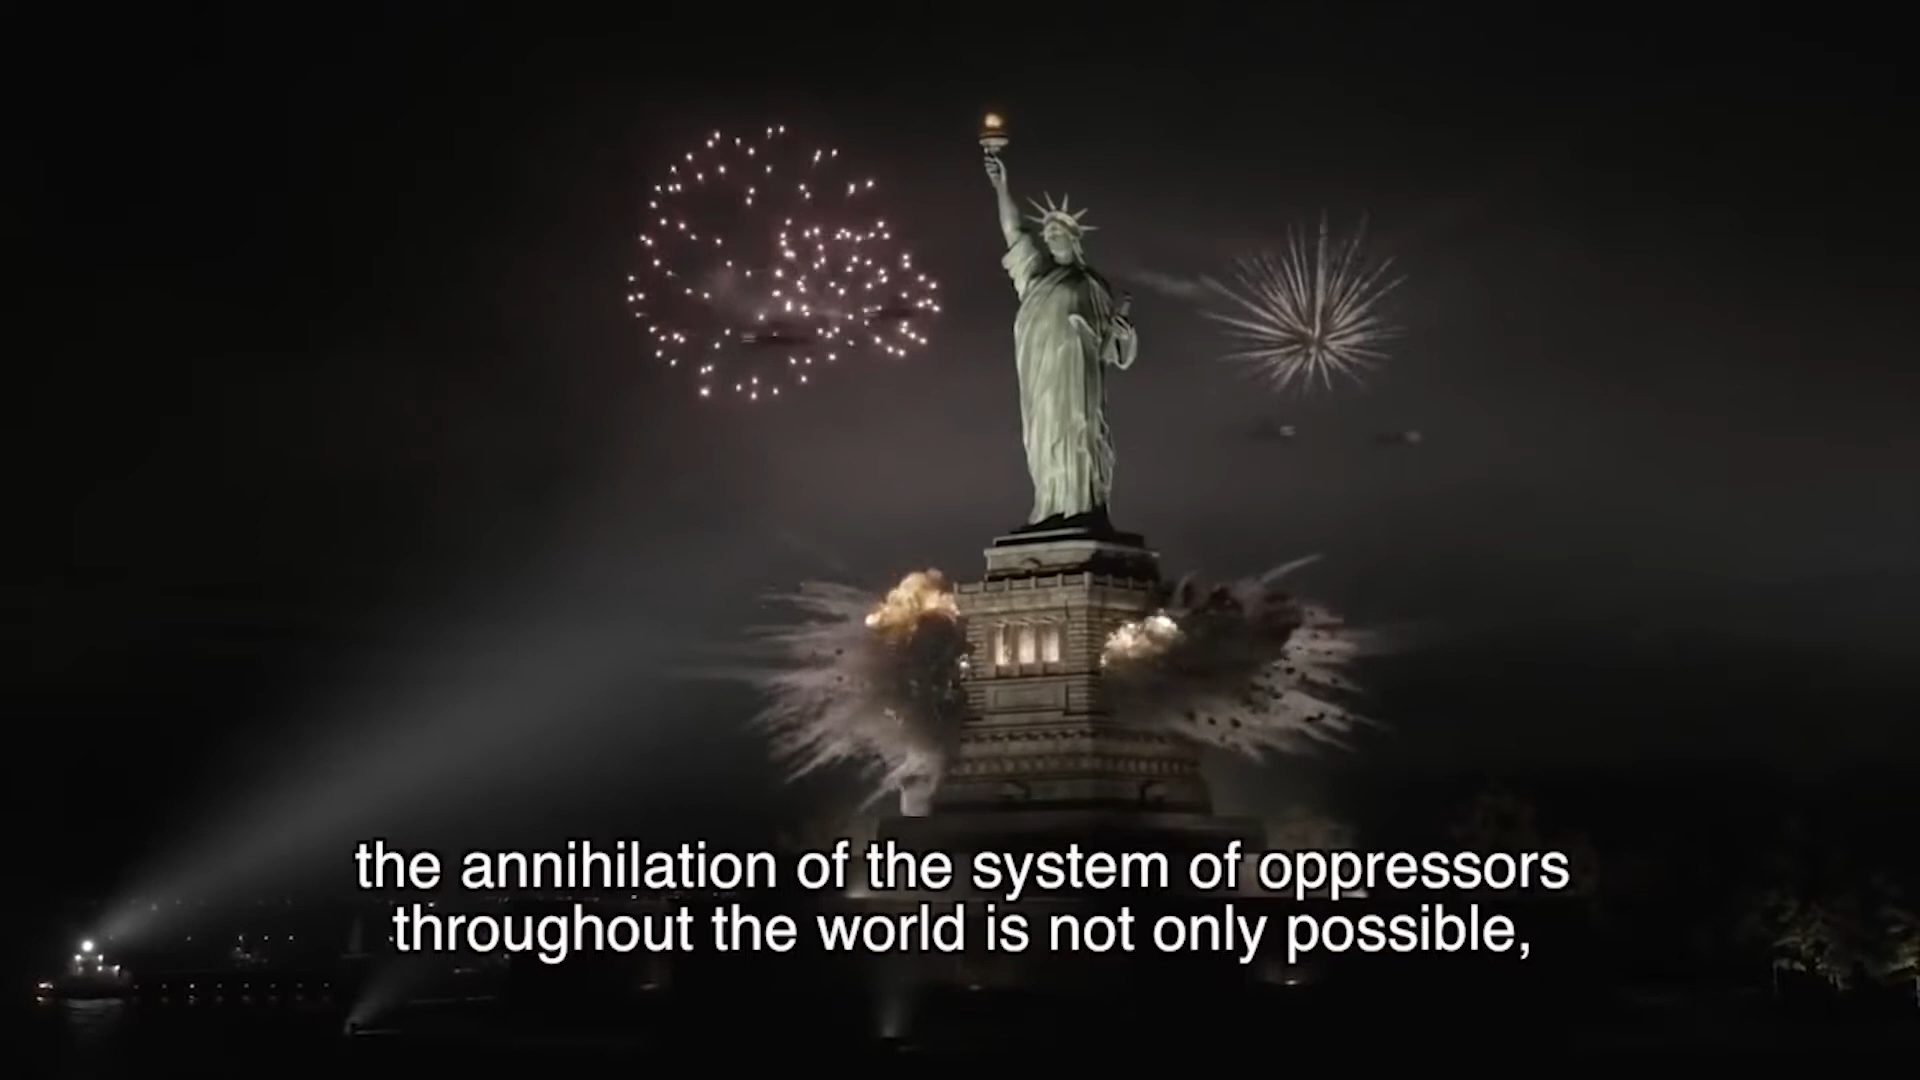 the annihilation of the system of oppressors
throughout the world is not only possible,